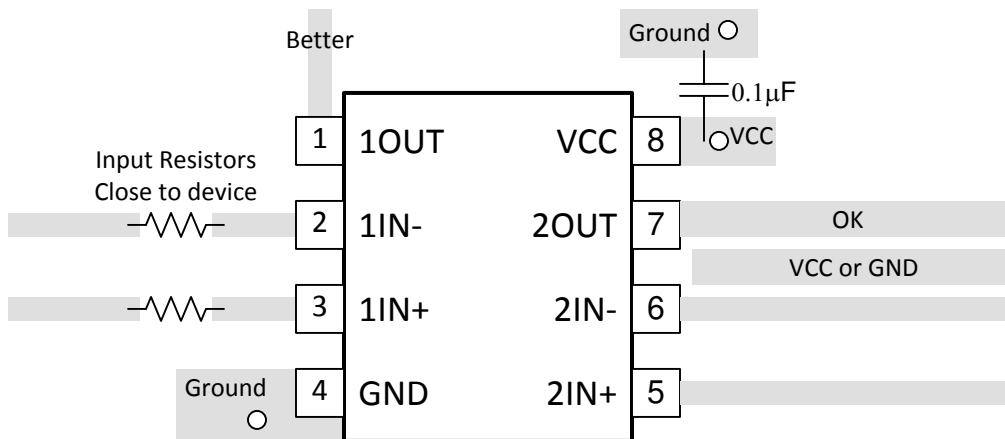 Better
Ground
0.1μF
1 1OUT VCC 8 VCC
Input Resistors
Close to device
2 1IN- 2OUT 7 OK
VCC or GND
3 1IN+ 2IN- 6
Ground
4 GND 2IN+ 5